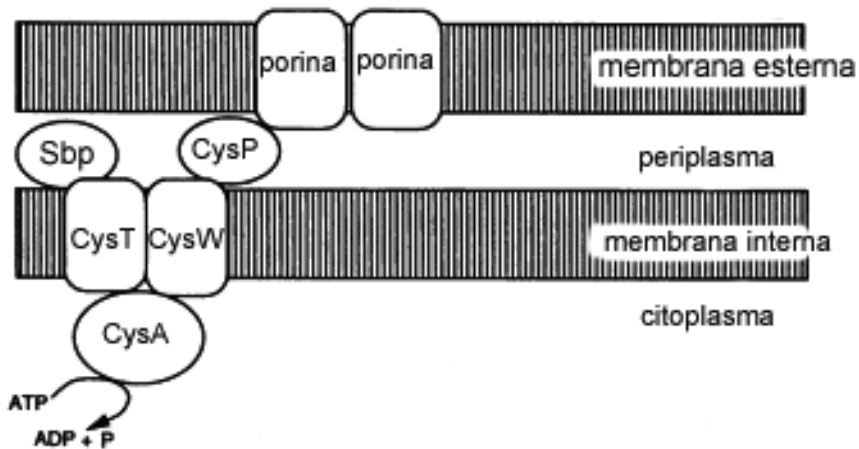 porina porina membrana esterna
Sbp CysP periplasma
CysT CysW membrana interna
CysA citoplasma
ATP
ADP + P